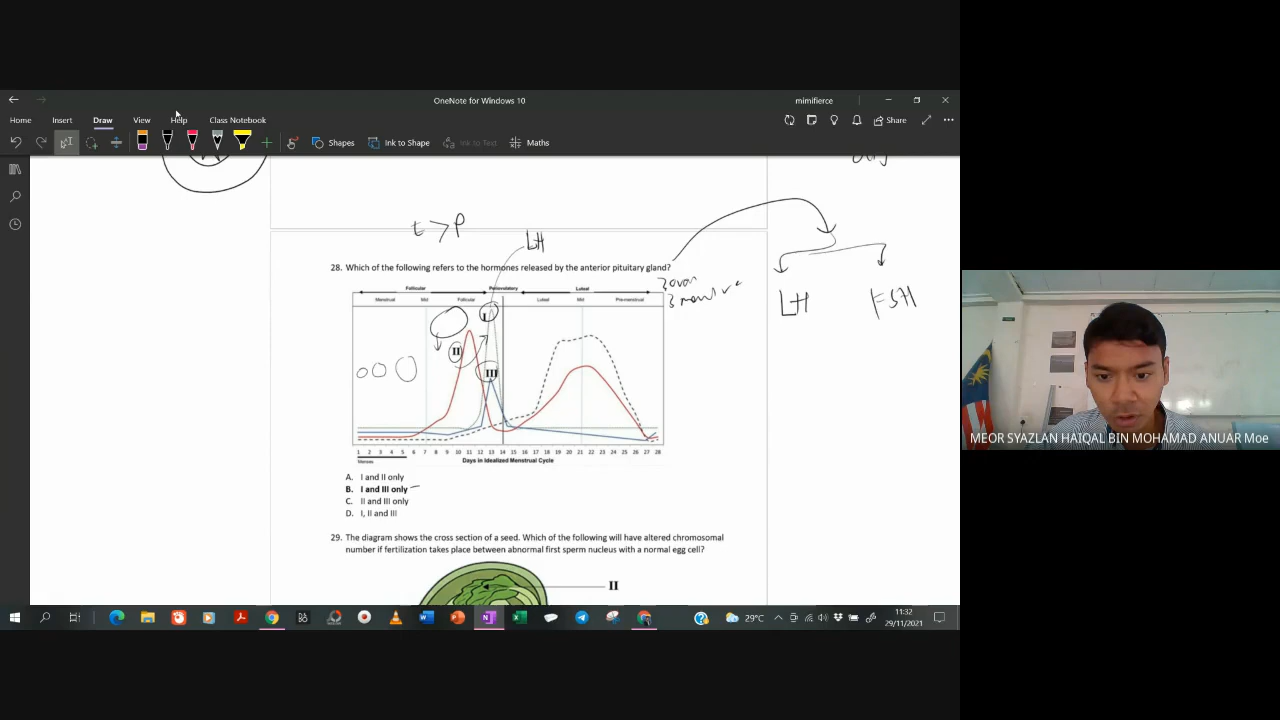 OneNote for Windows 10
mimifierce
Home Insert Draw View Help Class Notebook
Share
Shapes Ink to Shape Ink to Text Maths
E > P
LH
28. Which of the following refers to the hormones released by the anterior pituitary gland?
Follicular Periovulatory Luteal
Menstrual Mid Follicular Luteal Mid Pre-menstrual
LH FSH
I
II
III
1 2 3 4 5 6 7 8 9 10 11 12 13 14 15 16 17 18 19 20 21 22 23 24 25 26 27 28
Menses
Days in Idealized Menstrual Cycle
A. I and II only
B. I and III only
C. II and III only
D. I, II and III
29. The diagram shows the cross section of a seed. Which of the following will have altered chromosomal
number if fertilization takes place between abnormal first sperm nucleus with a normal egg cell?
II
MEOR SYAZLAN HAIQAL BIN MOHAMAD ANUAR Moe
29°C
11:32
29/11/2021